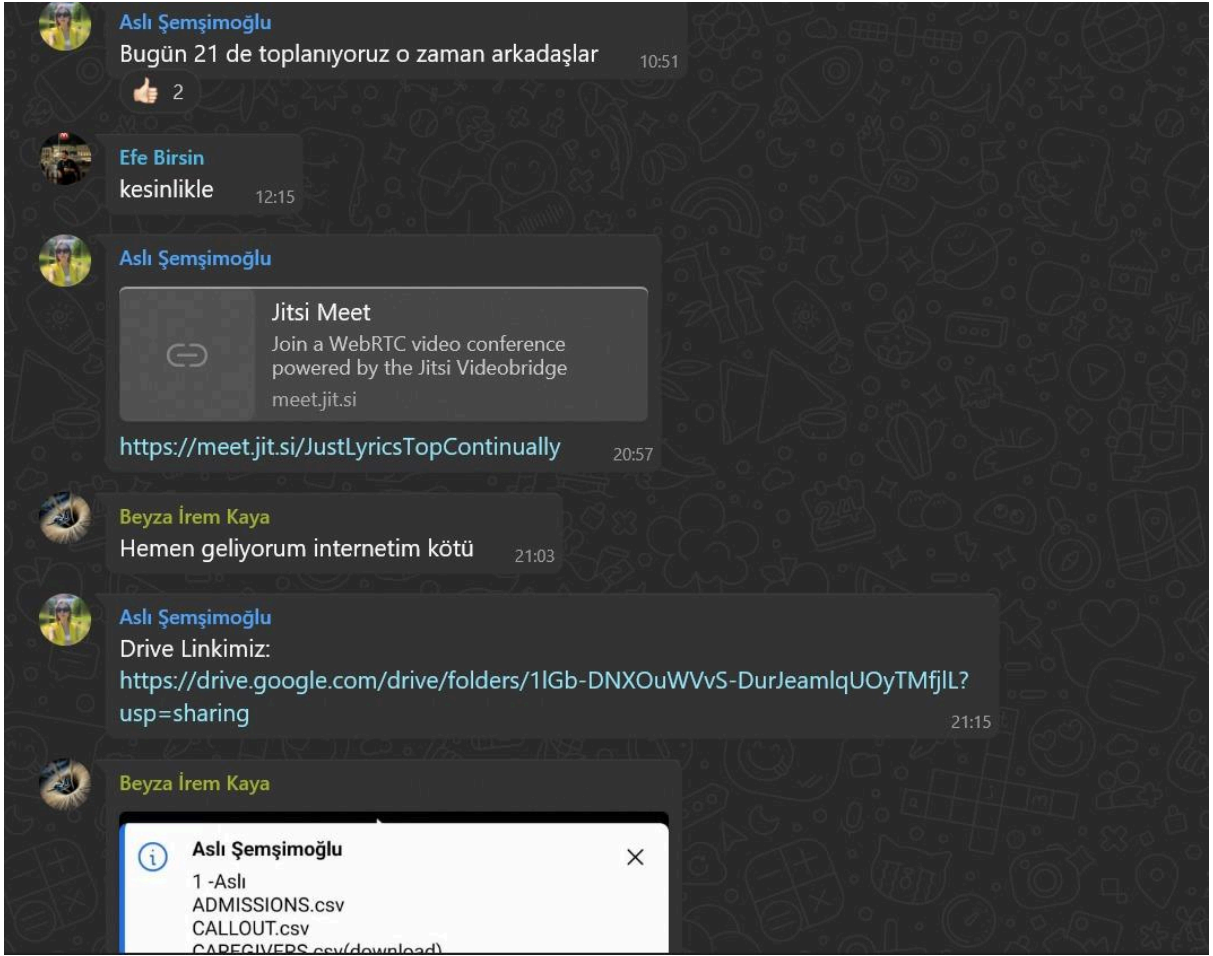 Aslı Şemşimoğlu
Bugün 21 de toplanıyoruz o zaman arkadaşlar
10:51
2
Efe Birsin
kesinlikle
12:15
Aslı Şemşimoğlu
Jitsi Meet
Join a WebRTC video conference
powered by the Jitsi Videobridge
meet.jit.si
https://meet.jit.si/JustLyricsTopContinually
20:57
Beyza İrem Kaya
Hemen geliyorum internetim kötü
21:03
Aslı Şemşimoğlu
Drive Linkimiz:
https://drive.google.com/drive/folders/1lGb-DNXOuWVvS-DurJeamlqUOyTMfjlL?
usp=sharing
21:15
Beyza İrem Kaya
Aslı Şemşimoğlu
1 -Aslı
ADMISSIONS.csv
CALLOUT.csv
CAREGIVERS.csv(download)